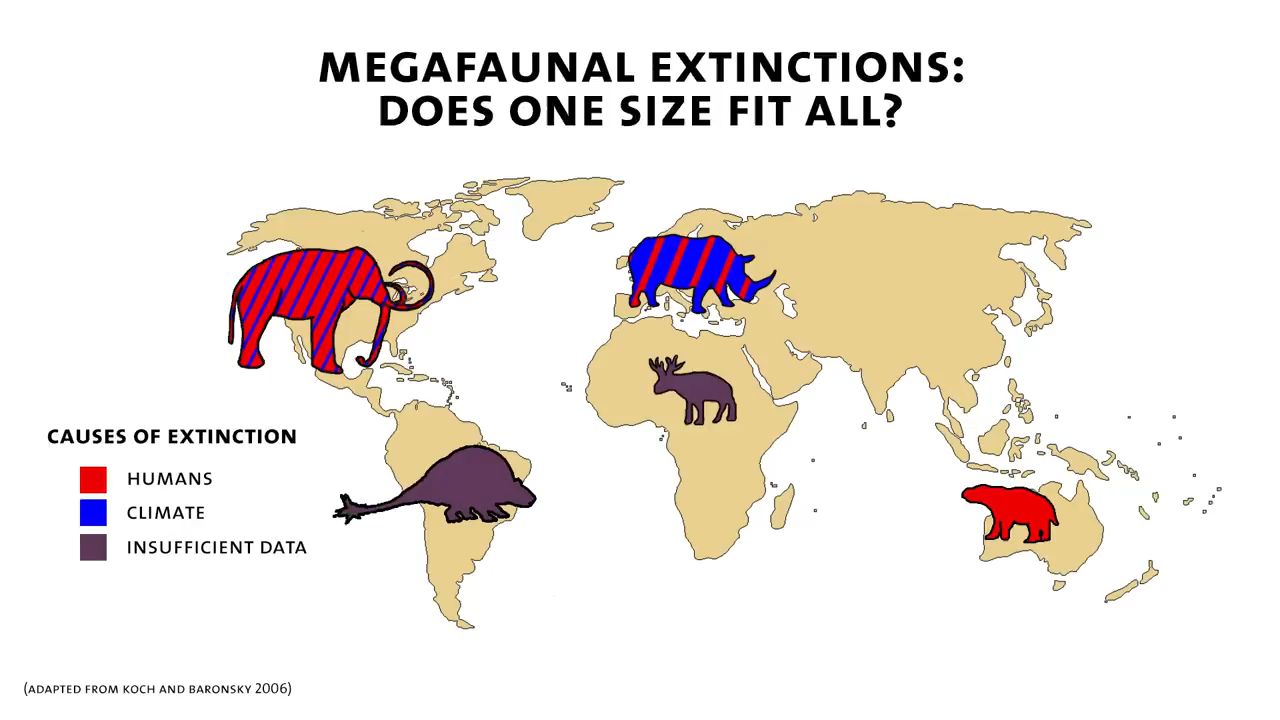 MEGAFAUNAL EXTINCTIONS:
DOES ONE SIZE FIT ALL?
CAUSES OF EXTINCTION
HUMANS
CLIMATE
INSUFFICIENT DATA
(ADAPTED FROM KOCH AND BARONSKY 2006)